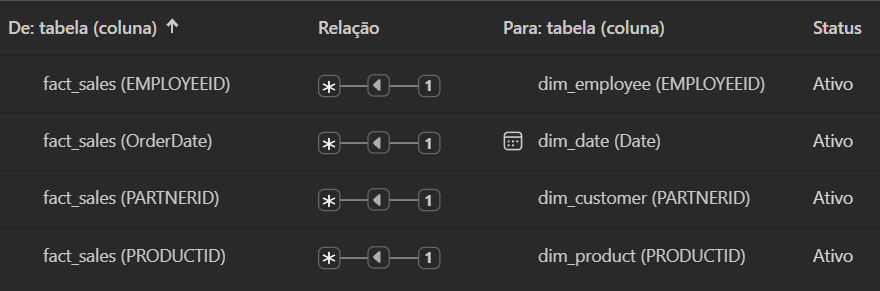 De: tabela (coluna) ↑ Relação Para: tabela (coluna) Status
fact_sales (EMPLOYEEID) * 1 dim_employee (EMPLOYEEID) Ativo
fact_sales (OrderDate) * 1 dim_date (Date) Ativo
fact_sales (PARTNERID) * 1 dim_customer (PARTNERID) Ativo
fact_sales (PRODUCTID) * 1 dim_product (PRODUCTID) Ativo